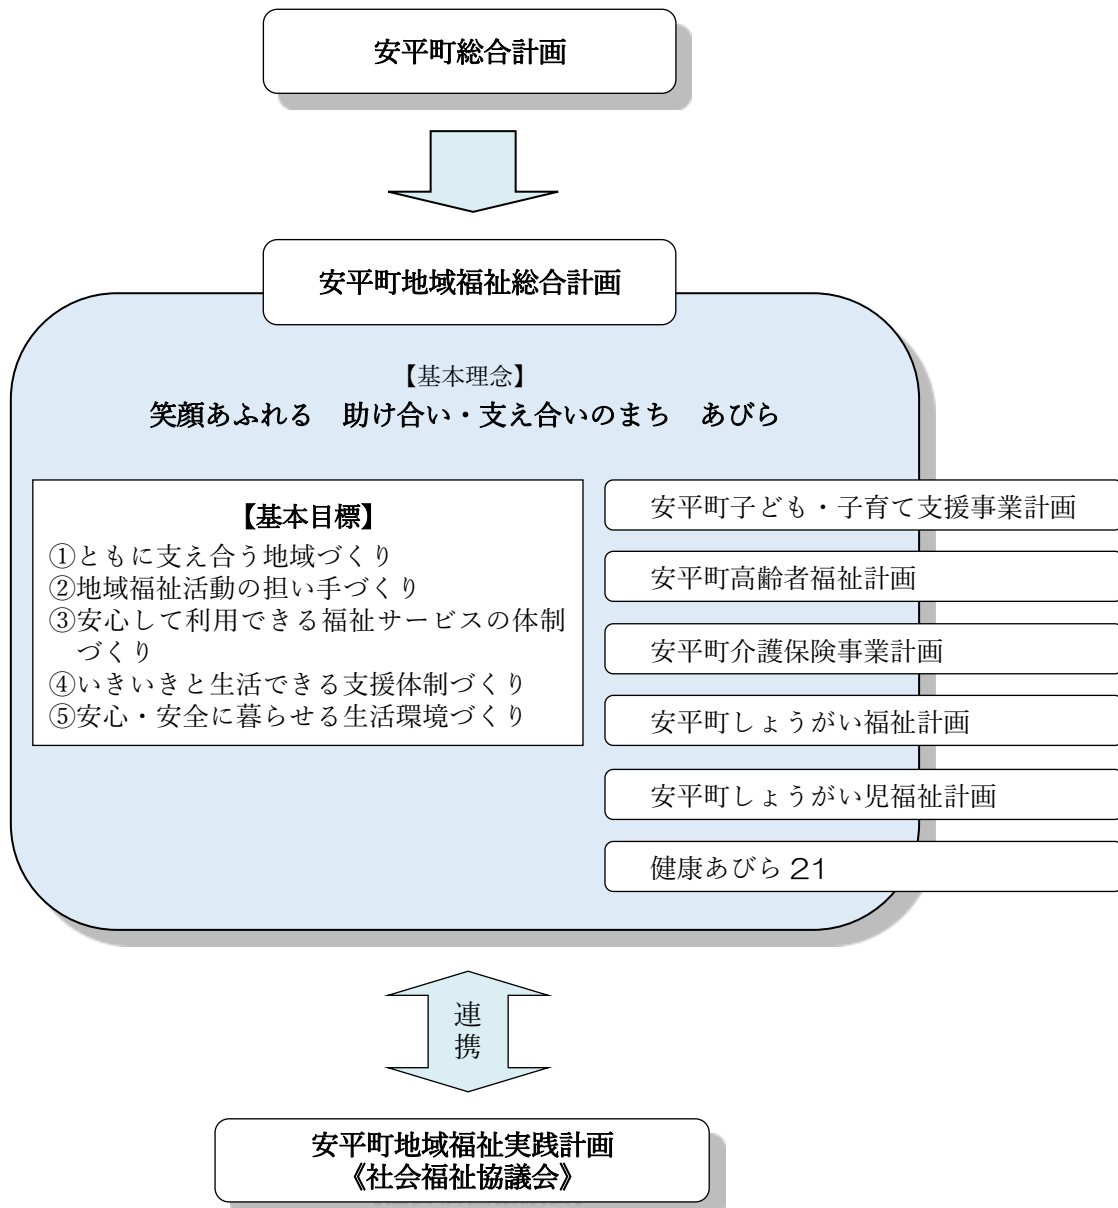 安平町総合計画
安平町地域福祉総合計画
【基本理念】
笑顔あふれる　助け合い・支え合いのまち　あびら
【基本目標】
①ともに支え合う地域づくり
②地域福祉活動の担い手づくり
③安心して利用できる福祉サービスの体制
づくり
④いきいきと生活できる支援体制づくり
⑤安心・安全に暮らせる生活環境づくり
安平町子ども・子育て支援事業計画
安平町高齢者福祉計画
安平町介護保険事業計画
安平町しょうがい福祉計画
安平町しょうがい児福祉計画
健康あびら 21
連
携
安平町地域福祉実践計画
《社会福祉協議会》